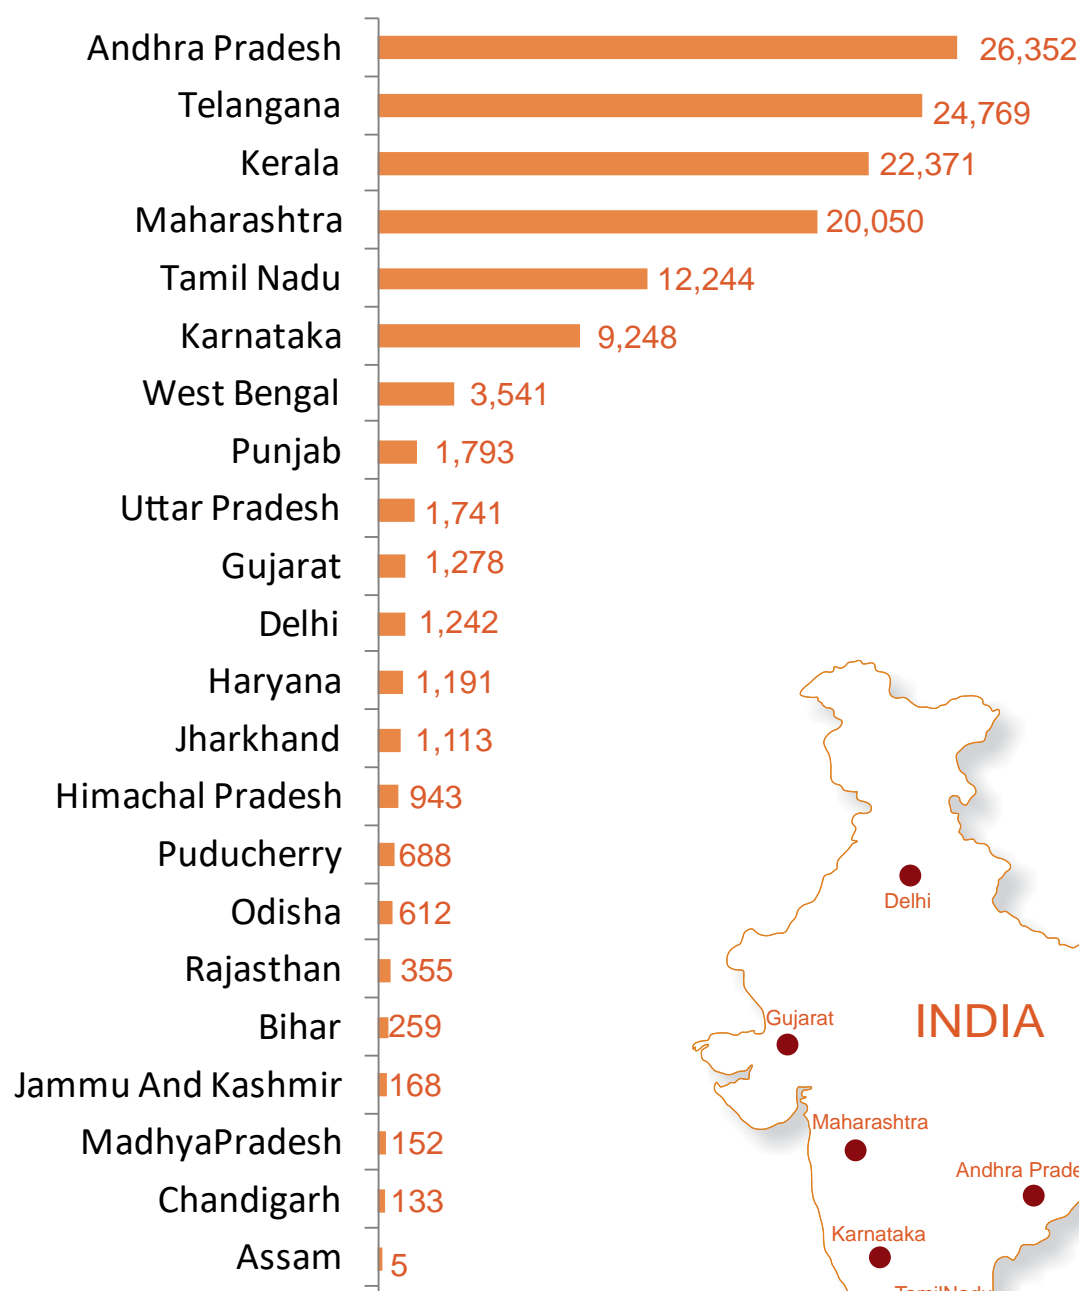 Andhra Pradesh 26,352
Telangana 24,769
Kerala 22,371
Maharashtra 20,050
Tamil Nadu 12,244
Karnataka 9,248
West Bengal 3,541
Punjab 1,793
Uttar Pradesh 1,741
Gujarat 1,278
Delhi 1,242
Haryana 1,191
Jharkhand 1,113
Himachal Pradesh 943
Puducherry 688
Odisha 612
Rajasthan 355
Bihar 259
Jammu And Kashmir 168
MadhyaPradesh 152
Chandigarh 133
Assam 5
Delhi
INDIA
Gujarat
Maharashtra
Andhra Prade
Karnataka
TamilNadu